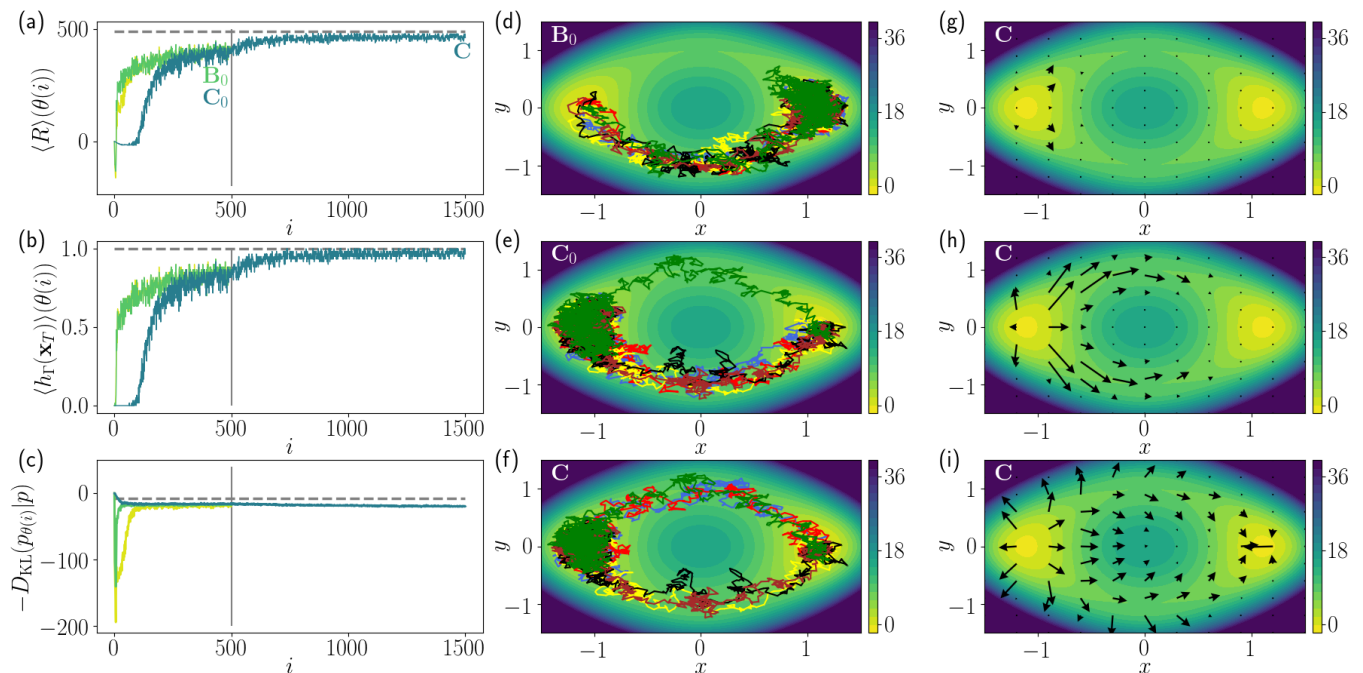 (a)
500
0
⟨R⟩(θ(i))
B₀
C₀
C
0
500
1000
1500
i
(b)
1.0
0.5
0.0
⟨h_Γ(x_T)⟩(θ(i))
0
500
1000
1500
i
(c)
0
−100
−200
−D_KL(p_θ(i)|p)
0
500
1000
1500
i
(d)
B₀
1
0
−1
y
−1
0
1
x
36
18
0
(e)
C₀
1
0
−1
y
−1
0
1
x
36
18
0
(f)
C
1
0
−1
y
−1
0
1
x
36
18
0
(g)
C
1
0
−1
y
−1
0
1
x
36
18
0
(h)
C
1
0
−1
y
−1
0
1
x
36
18
0
(i)
C
1
0
−1
y
−1
0
1
x
36
18
0